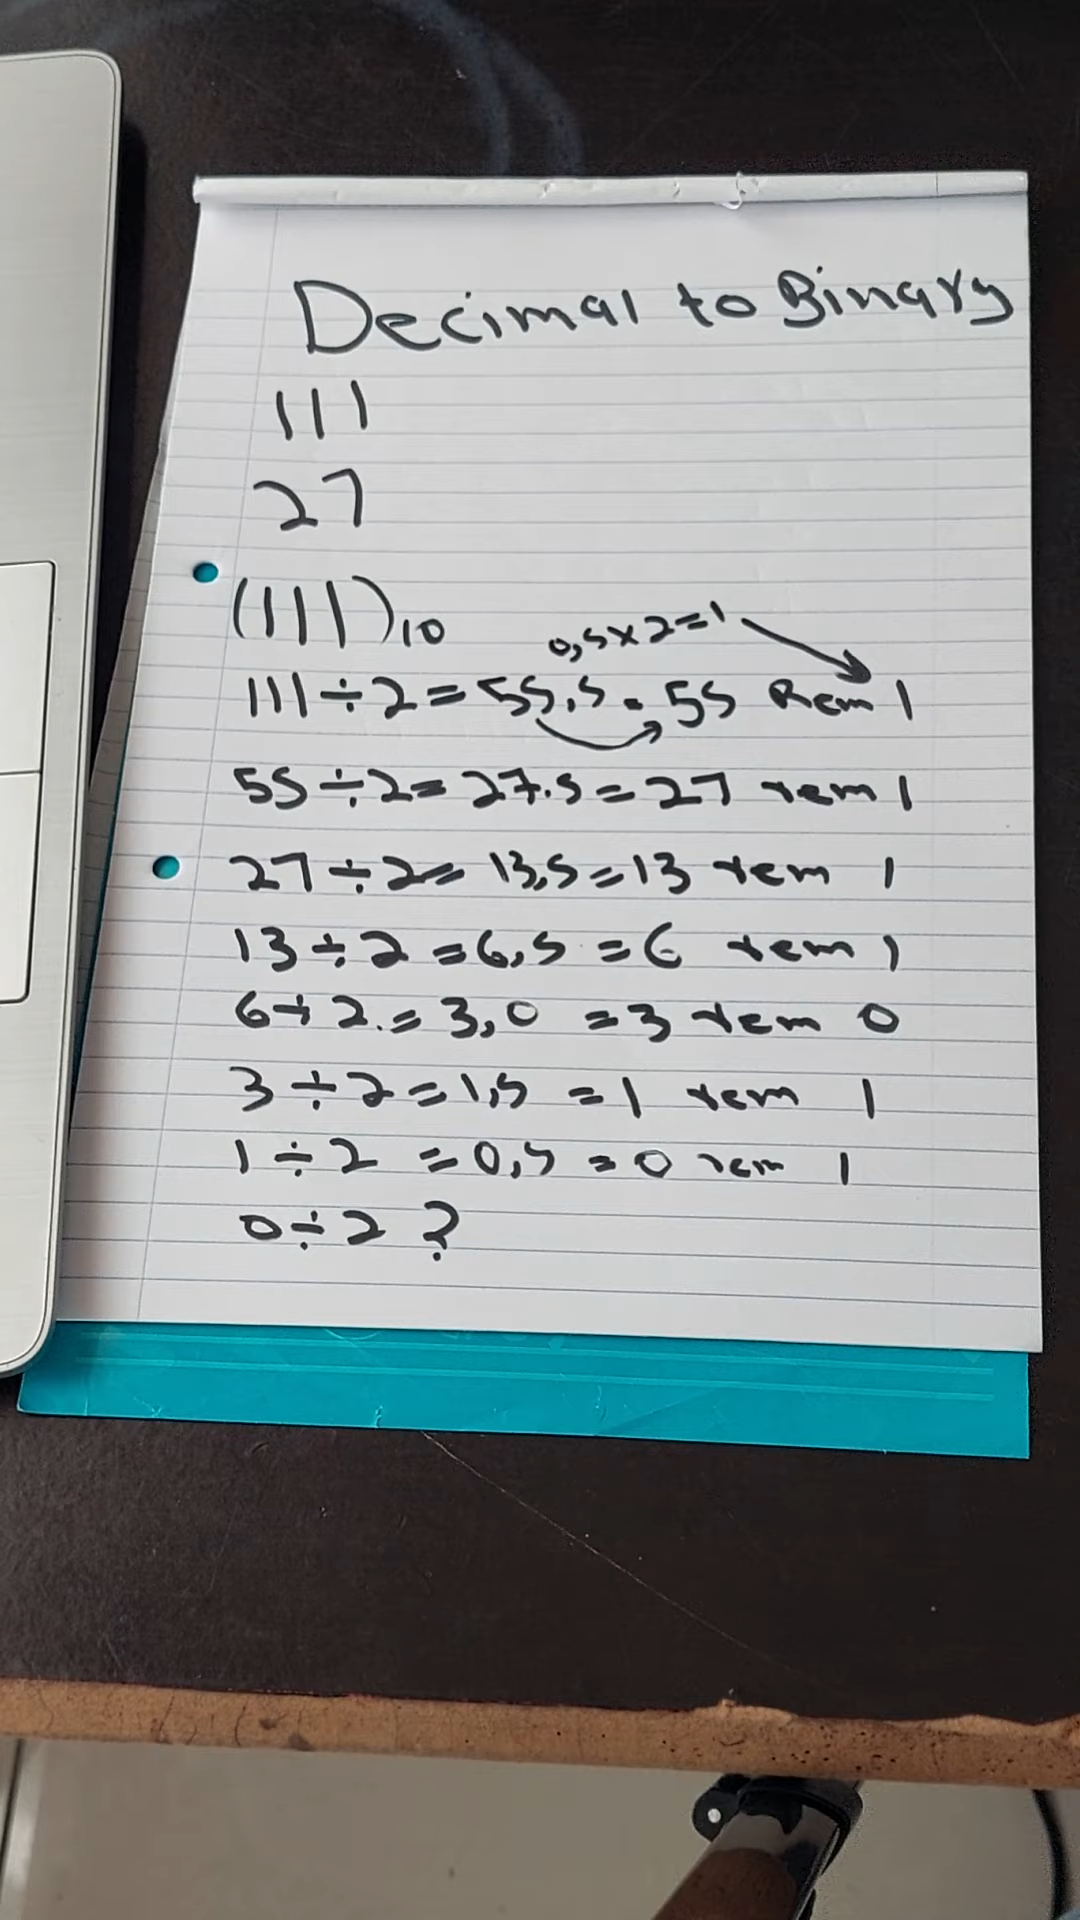 Decimal to Binary
111
27
(111)10
0,5×2=1
111÷2=55,5=55 Rem 1
55÷2=27.5=27 rem 1
27÷2=13,5=13 rem 1
13÷2=6,5=6 rem 1
6÷2.=3,0=3 rem 0
3÷2=1,5=1 rem 1
1÷2=0,5=0 rem 1
0÷2?